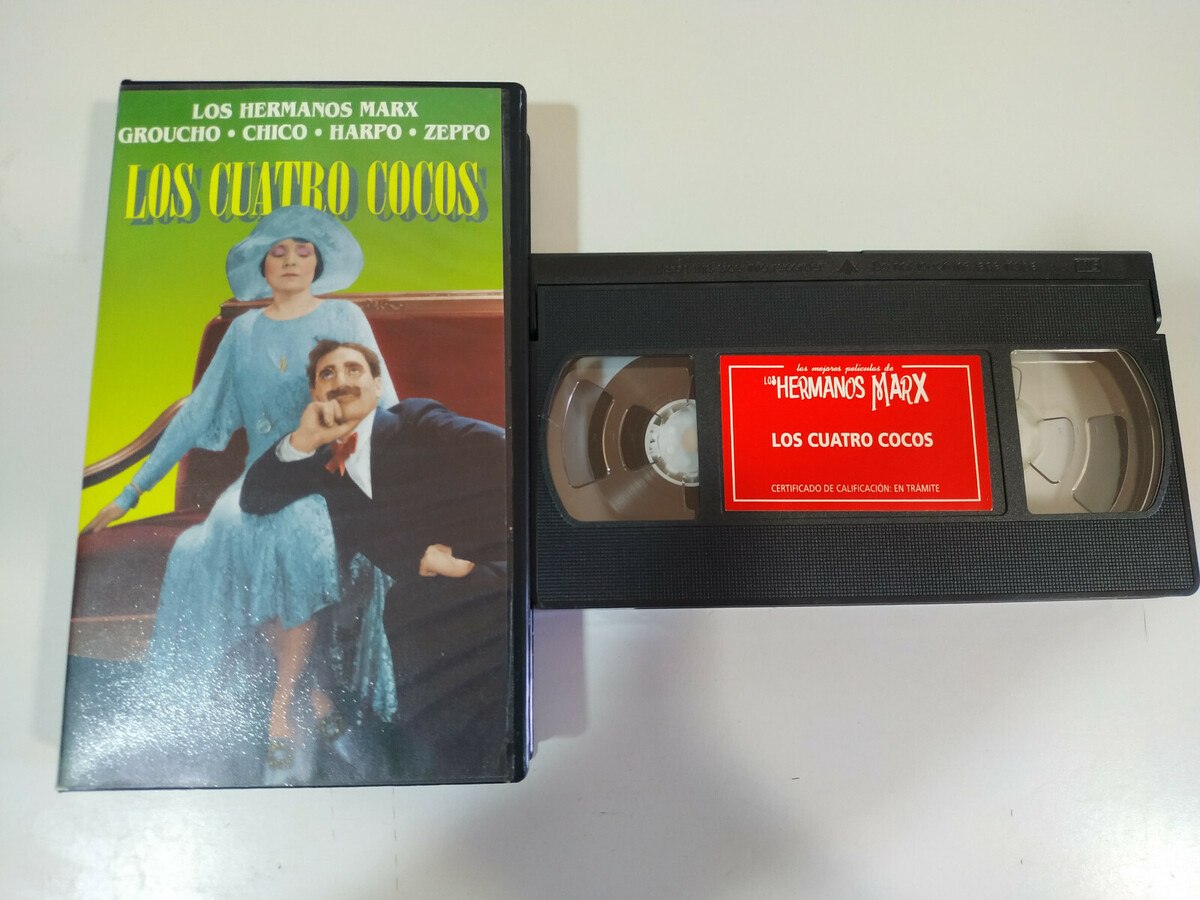 LOS HERMANOS MARX
GROUCHO • CHICO • HARPO • ZEPPO
LOS CUATRO COCOS
las mejores películas de
LOS HERMANOS MARX
LOS CUATRO COCOS
CERTIFICADO DE CALIFICACIÓN: EN TRÁMITE